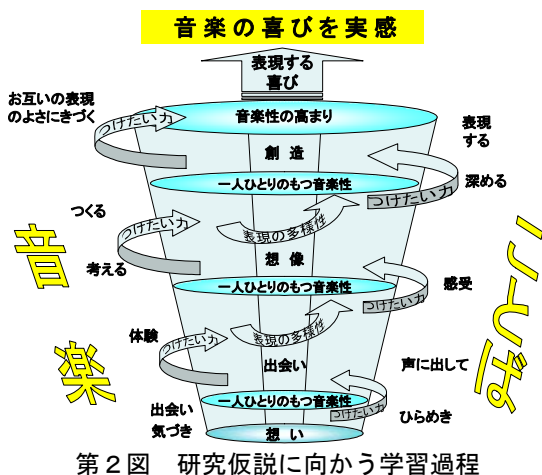 音楽の喜びを実感
表現する
喜び
お互いの表現
のよさにきづく
つけたい力
音楽性の高まり
表現
する
創 造
深める
一人ひとりのもつ音楽性
つけたい力
つくる
つけたい力
表現の多様性
想 像
考える
感受
一人ひとりのもつ音楽性
つけたい力
体験
つけたい力
表現の多様性
出会い
声に出して
出会い
気づき
一人ひとりのもつ音楽性
つけたい力
ひらめき
想 い
音
楽
ことば
第2図 研究仮説に向かう学習過程